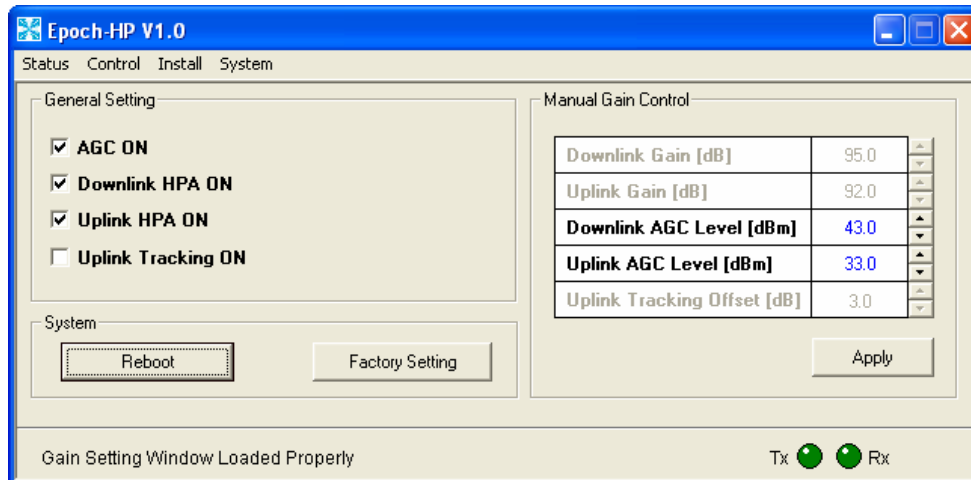 Epoch-HP V1.0
Status Control Install System
General Setting
AGC ON
Downlink HPA ON
Uplink HPA ON
Uplink Tracking ON
System
Reboot Factory Setting
Manual Gain Control
Downlink Gain [dB] 95.0
Uplink Gain [dB] 92.0
Downlink AGC Level [dBm] 43.0
Uplink AGC Level [dBm] 33.0
Uplink Tracking Offset [dB] 3.0
Apply
Gain Setting Window Loaded Properly Tx Rx